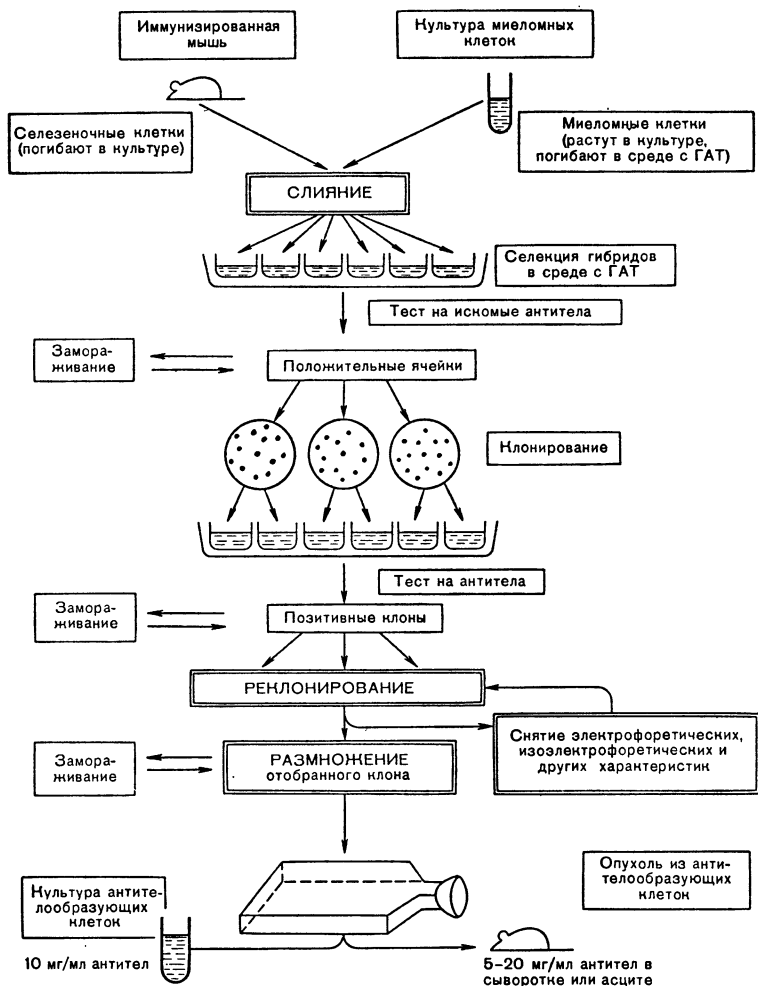 Иммунизированная
мышь
Культура миеломных
клеток
Селезеночные клетки
(погибают в культуре)
Миеломные клетки
(растут в культуре,
погибают в среде с ГАТ)
СЛИЯНИЕ
Селекция гибридов
в среде с ГАТ
Тест на искомые антитела
Замора-
живание
Положительные ячейки
Клонирование
Тест на антитела
Замора-
живание
Позитивные клоны
РЕКЛОНИРОВАНИЕ
Снятие электрофоретических,
изоэлектрофоретических и
других характеристик
Замора-
живание
РАЗМНОЖЕНИЕ
отобранного клона
Опухоль из анти-
телообразующих
клеток
Культура антите-
лообразующих
клеток
10 мг/мл антител
5–20 мг/мл антител в
сыворотке или асците